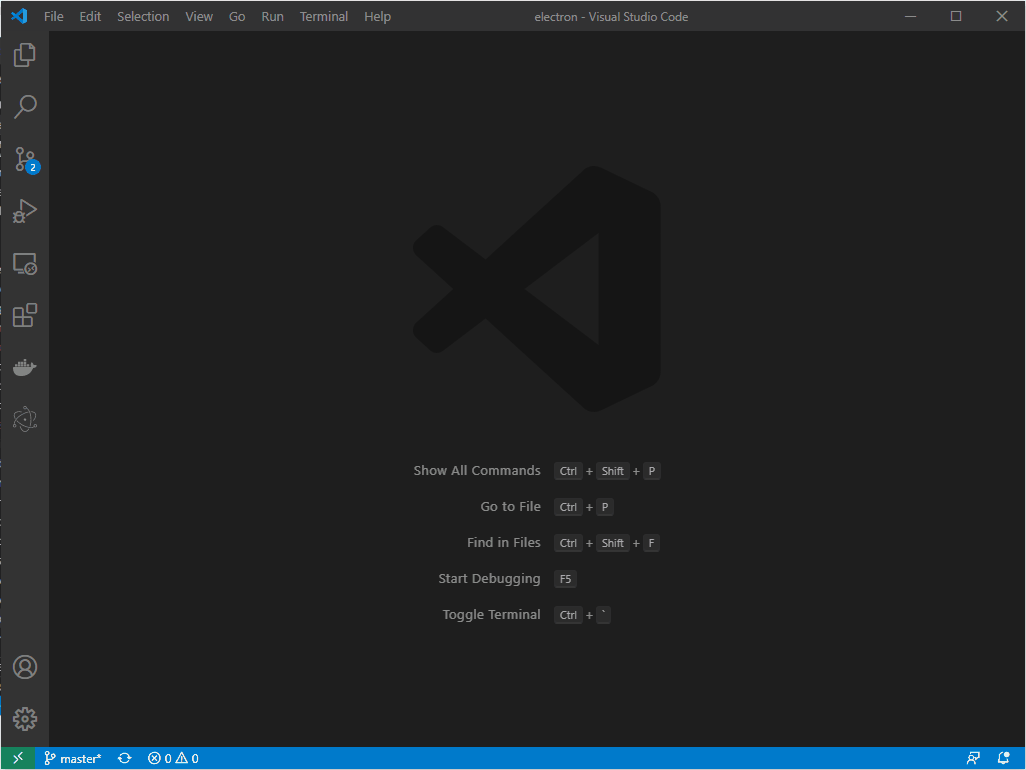 File Edit Selection View Go Run Terminal Help electron - Visual Studio Code
2
Show All Commands Ctrl + Shift + P
Go to File Ctrl + P
Find in Files Ctrl + Shift + F
Start Debugging F5
Toggle Terminal Ctrl + `
master* 0 0